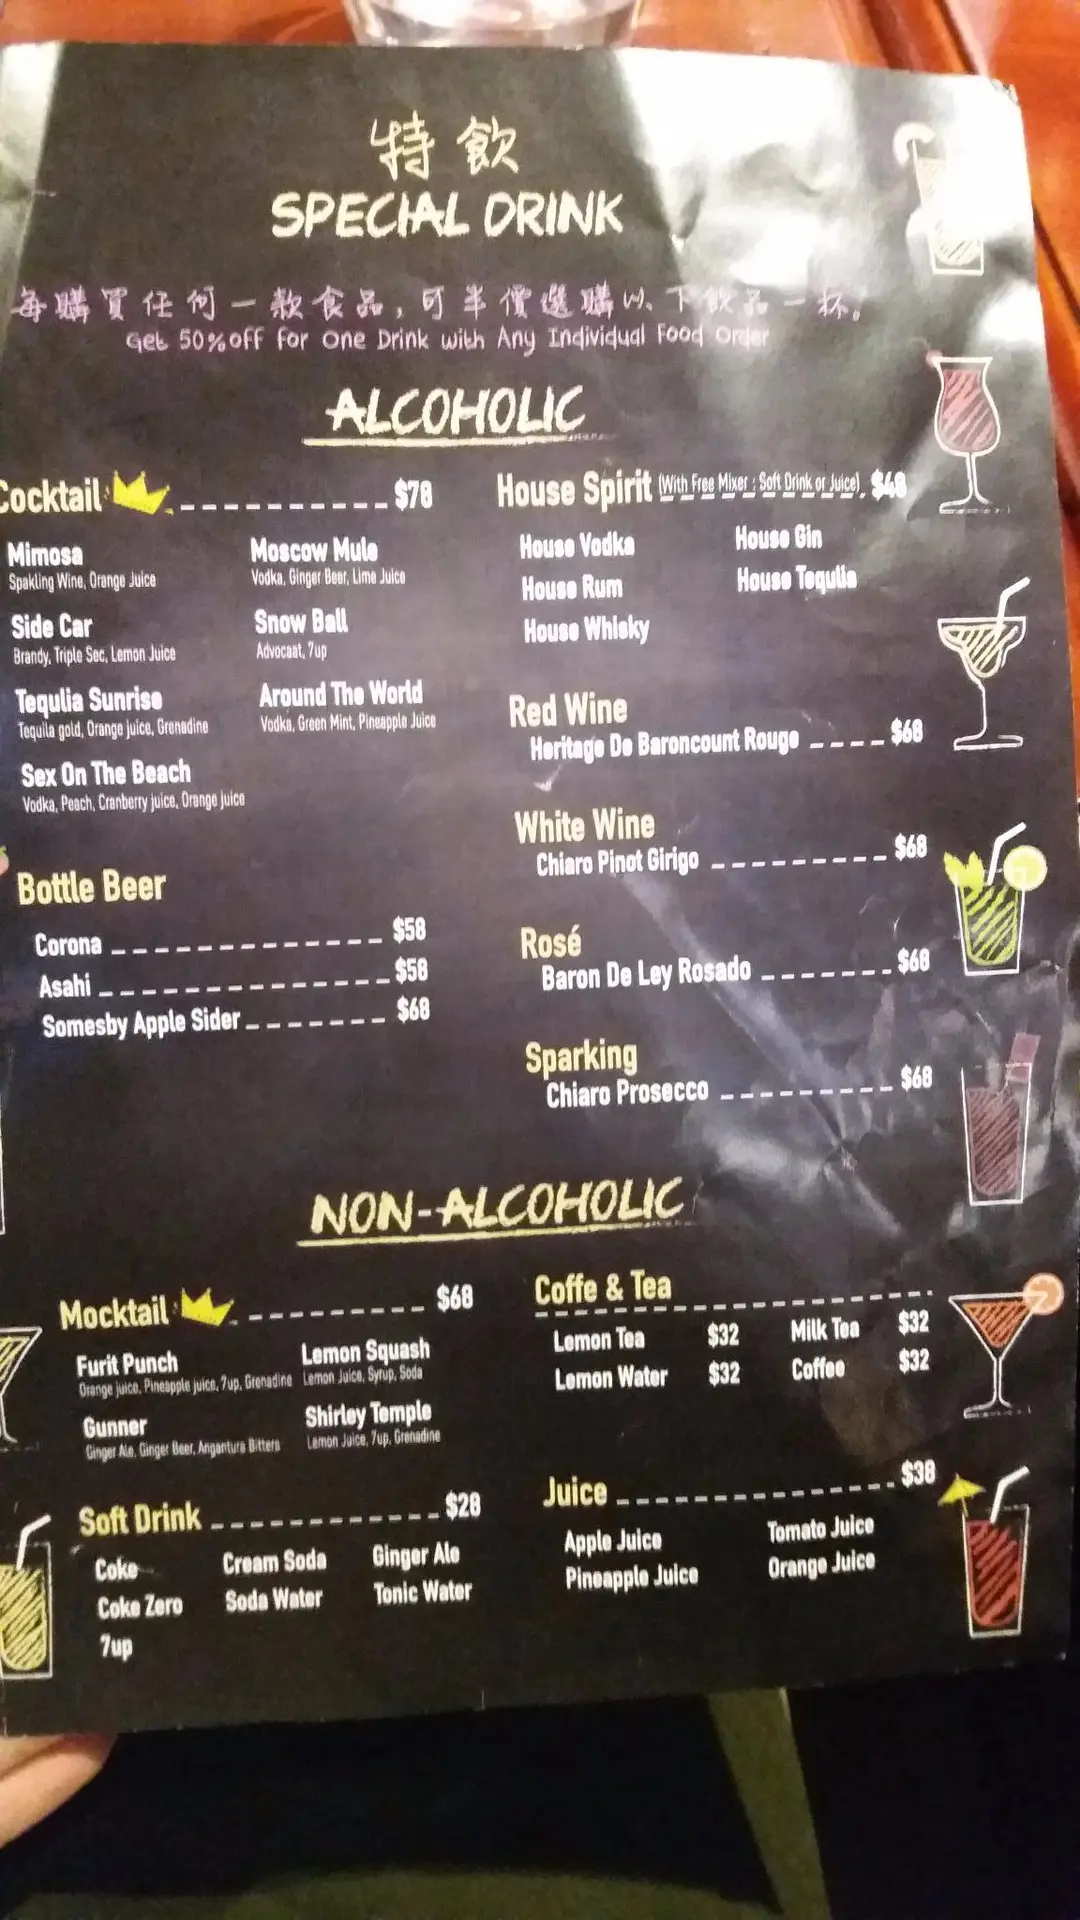 特飲
SPECIAL DRINK
每購買任何一款食品,可半價選購以下飲品一杯。
Get 50%off for One Drink with Any Individual Food Order
ALCOHOLIC
Cocktail $78
Mimosa
Spakling Wine, Orange Juice
Moscow Mule
Vodka, Ginger Beer, Lime Juice
Side Car
Brandy, Triple Sec, Lemon Juice
Snow Ball
Advocaat, 7up
Tequlia Sunrise
Tequila gold, Orange juice, Grenadine
Around The World
Vodka, Green Mint, Pineapple Juice
Sex On The Beach
Vodka, Peach, Cranberry juice, Orange juice
Bottle Beer
Corona $58
Asahi $58
Somesby Apple Sider $68
House Spirit (With Free Mixer : Soft Drink or Juice) $48
House Vodka
House Gin
House Rum
House Tequlia
House Whisky
Red Wine
Heritage De Baroncount Rouge $68
White Wine
Chiaro Pinot Girigo $68
Rosé
Baron De Ley Rosado $68
Sparking
Chiaro Prosecco $68
NON-ALCOHOLIC
Mocktail $68
Furit Punch
Orange juice, Pineapple juice, 7up, Grenadine
Lemon Squash
Lemon Juice, Syrup, Soda
Gunner
Ginger Ale, Ginger Beer, Angantura Bitters
Shirley Temple
Lemon Juice, 7up, Grenadine
Soft Drink $28
Coke
Cream Soda
Ginger Ale
Coke Zero
Soda Water
Tonic Water
7up
Coffe & Tea
Lemon Tea $32
Milk Tea $32
Lemon Water $32
Coffee $32
Juice $38
Apple Juice
Tomato Juice
Pineapple Juice
Orange Juice